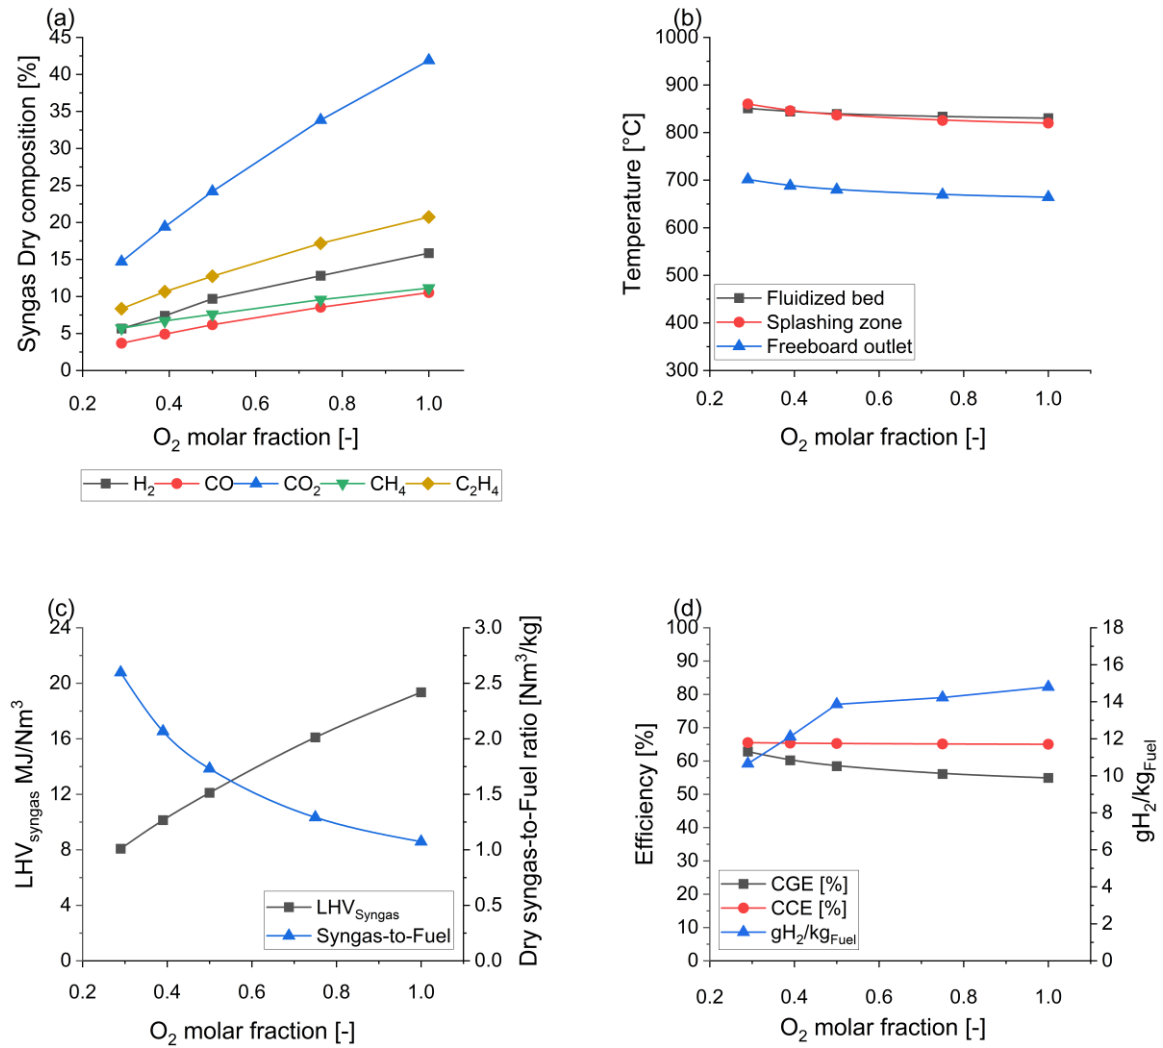 (a)
45
40
35
30
25
20
15
10
5
0
Syngas Dry composition [%]
0.2 0.4 0.6 0.8 1.0
O₂ molar fraction [-]
H₂ CO CO₂ CH₄ C₂H₄
(b)
1000
900
800
700
600
500
400
300
Temperature [°C]
Fluidized bed
Splashing zone
Freeboard outlet
0.2 0.4 0.6 0.8 1.0
O₂ molar fraction [-]
(c)
24
20
16
12
8
4
0
LHVsyngas MJ/Nm³
3.0
2.5
2.0
1.5
1.0
0.5
0.0
Dry syngas-to-Fuel ratio [Nm³/kg]
LHVSyngas
Syngas-to-Fuel
0.2 0.4 0.6 0.8 1.0
O₂ molar fraction [-]
(d)
100
90
80
70
60
50
40
30
20
10
0
Efficiency [%]
18
16
14
12
10
8
6
4
2
0
gH₂/kgFuel
CGE [%]
CCE [%]
gH₂/kgFuel
0.2 0.4 0.6 0.8 1.0
O₂ molar fraction [-]